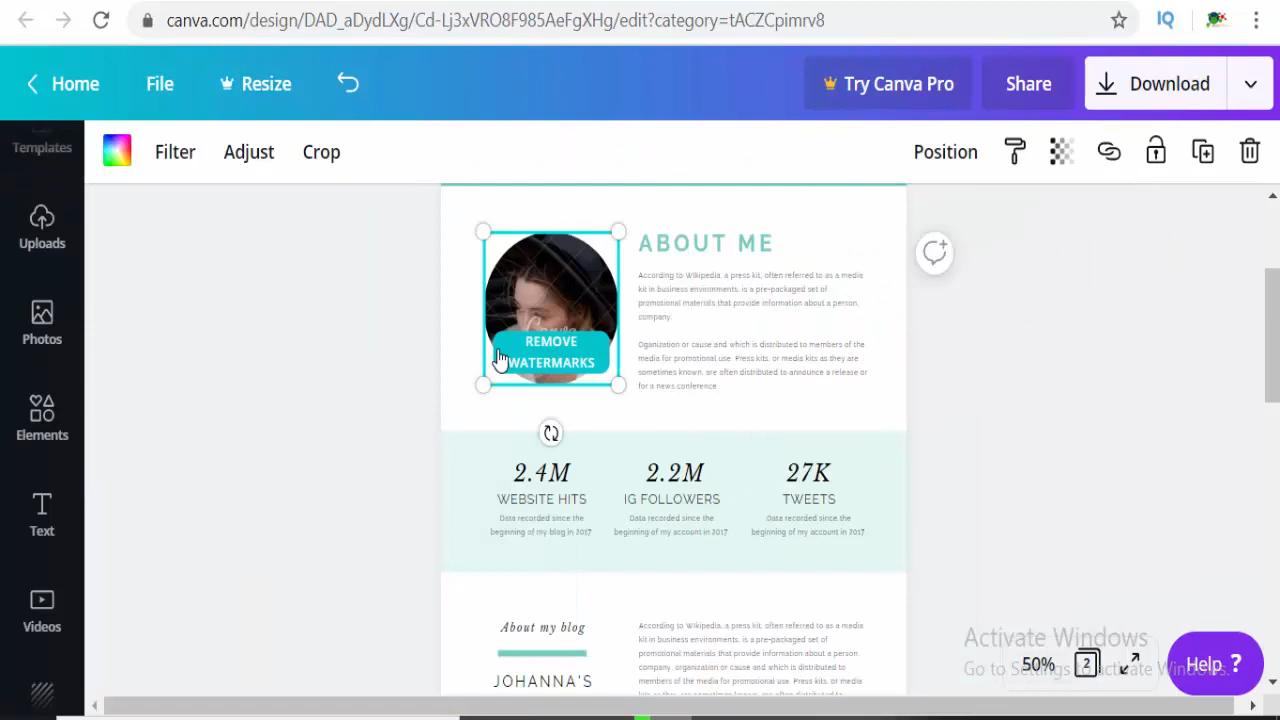 canva.com/design/DAD_aDydLXg/Cd-Lj3xVRO8F985AeFgXHg/edit?category=tACZCpimrv8
IQ
Home File Resize Try Canva Pro Share Download
Templates Filter Adjust Crop Position
Uploads
Photos
Elements
Text
Videos
ABOUT ME
According to Wikipedia, a press kit, often referred to as a media
kit in business environments, is a pre-packaged set of
promotional materials that provide information about a person,
company,
Oganization or cause and which is distributed to members of the
media for promotional use. Press kits, or media kits as they are
sometimes known, are often distributed to announce a release or
for a news conference
Canva
REMOVE
WATERMARKS
2.4M 2.2M 27K
WEBSITE HITS IG FOLLOWERS TWEETS
Data recorded since the Data recorded since the Data recorded since the
beginning of my blog in 2017 beginning of my account in 2017 beginning of my account in 2017
About my blog
JOHANNA'S
According to Wikipedia, a press kit, often referred to as a media
kit in business environments, is a pre-packaged set of
promotional materials that provide information about a person,
company, organization or cause and which is distributed to
members of the media for promotional use. Press kits, or media
Activate Windows
Go to Settings to activate Windows.
50% 2 Help ?